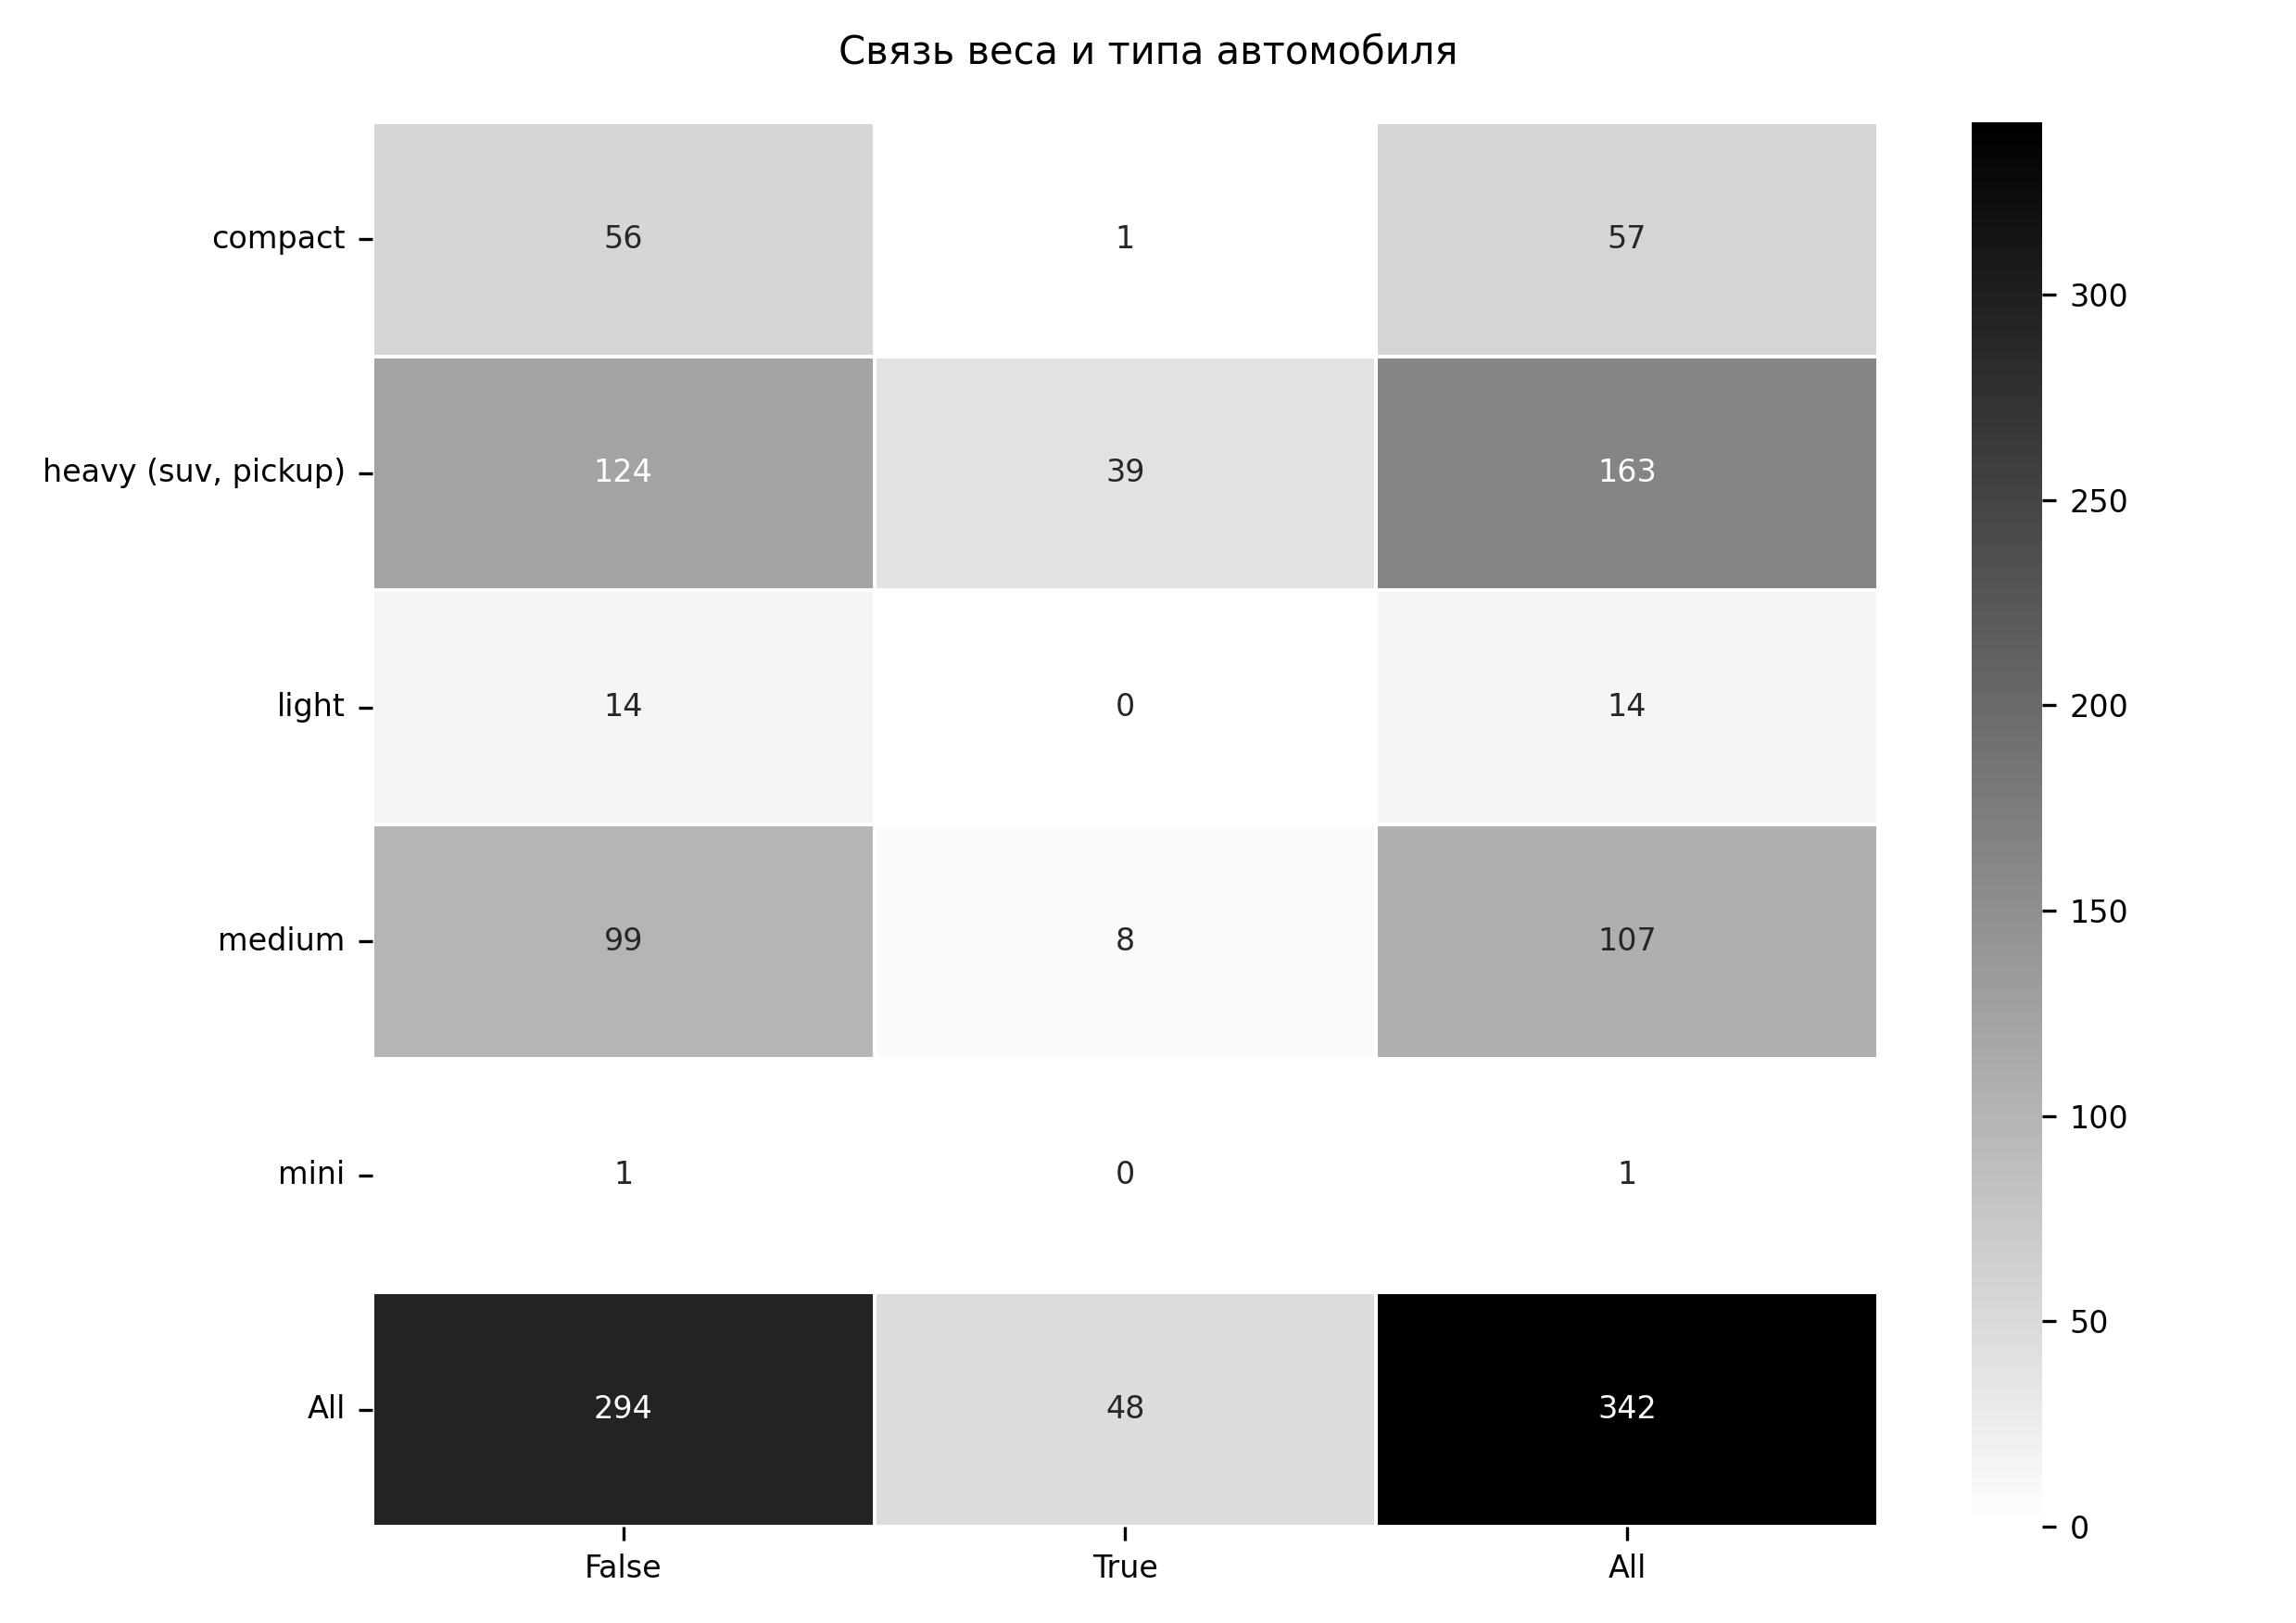 Связь веса и типа автомобиля
compact 56 1 57
heavy (suv, pickup) 124 39 163
light 14 0 14
medium 99 8 107
mini 1 0 1
All 294 48 342
False True All
300
250
200
150
100
50
0